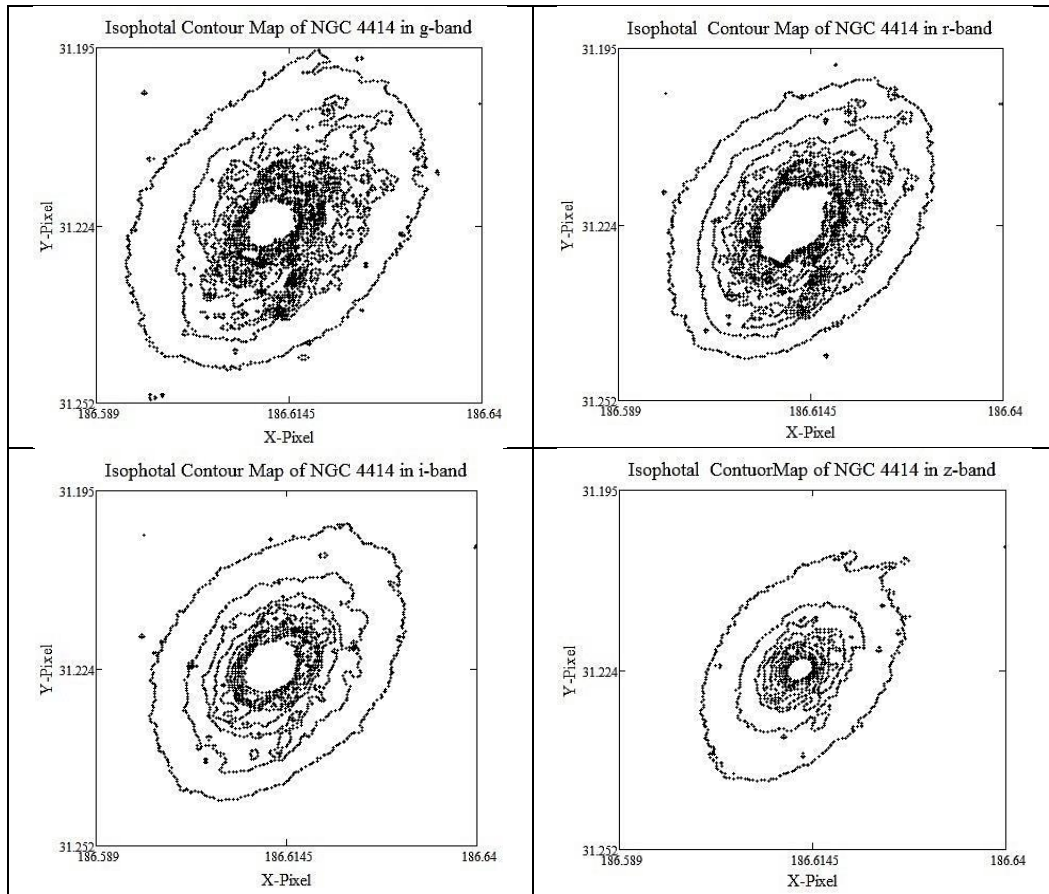 Isophotal Contour Map of NGC 4414 in g-band
31.195
Y-Pixel
31.224
31.252
186.589
186.6145
186.64
X-Pixel
Isophotal Contour Map of NGC 4414 in r-band
31.195
Y-Pixel
31.224
31.252
186.589
186.6145
186.64
X-Pixel
Isophotal Contour Map of NGC 4414 in i-band
31.195
Y-Pixel
31.224
31.252
186.589
186.6145
186.64
X-Pixel
Isophotal ContuorMap of NGC 4414 in z-band
31.195
Y-Pixel
31.224
31.252
186.589
186.6145
186.64
X-Pixel